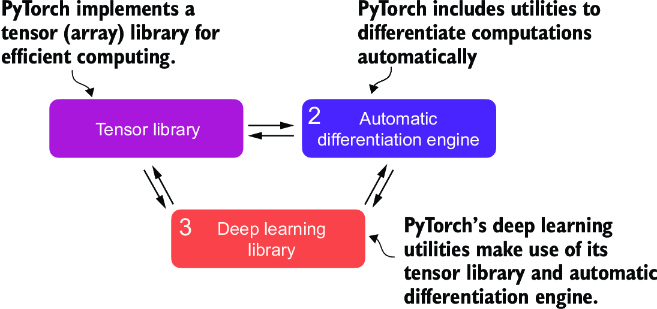 PyTorch implements a
tensor (array) library for
efficient computing.
PyTorch includes utilities to
differentiate computations
automatically
Tensor library
2
Automatic
differentiation engine
3
Deep learning
library
PyTorch’s deep learning
utilities make use of its
tensor library and automatic
differentiation engine.